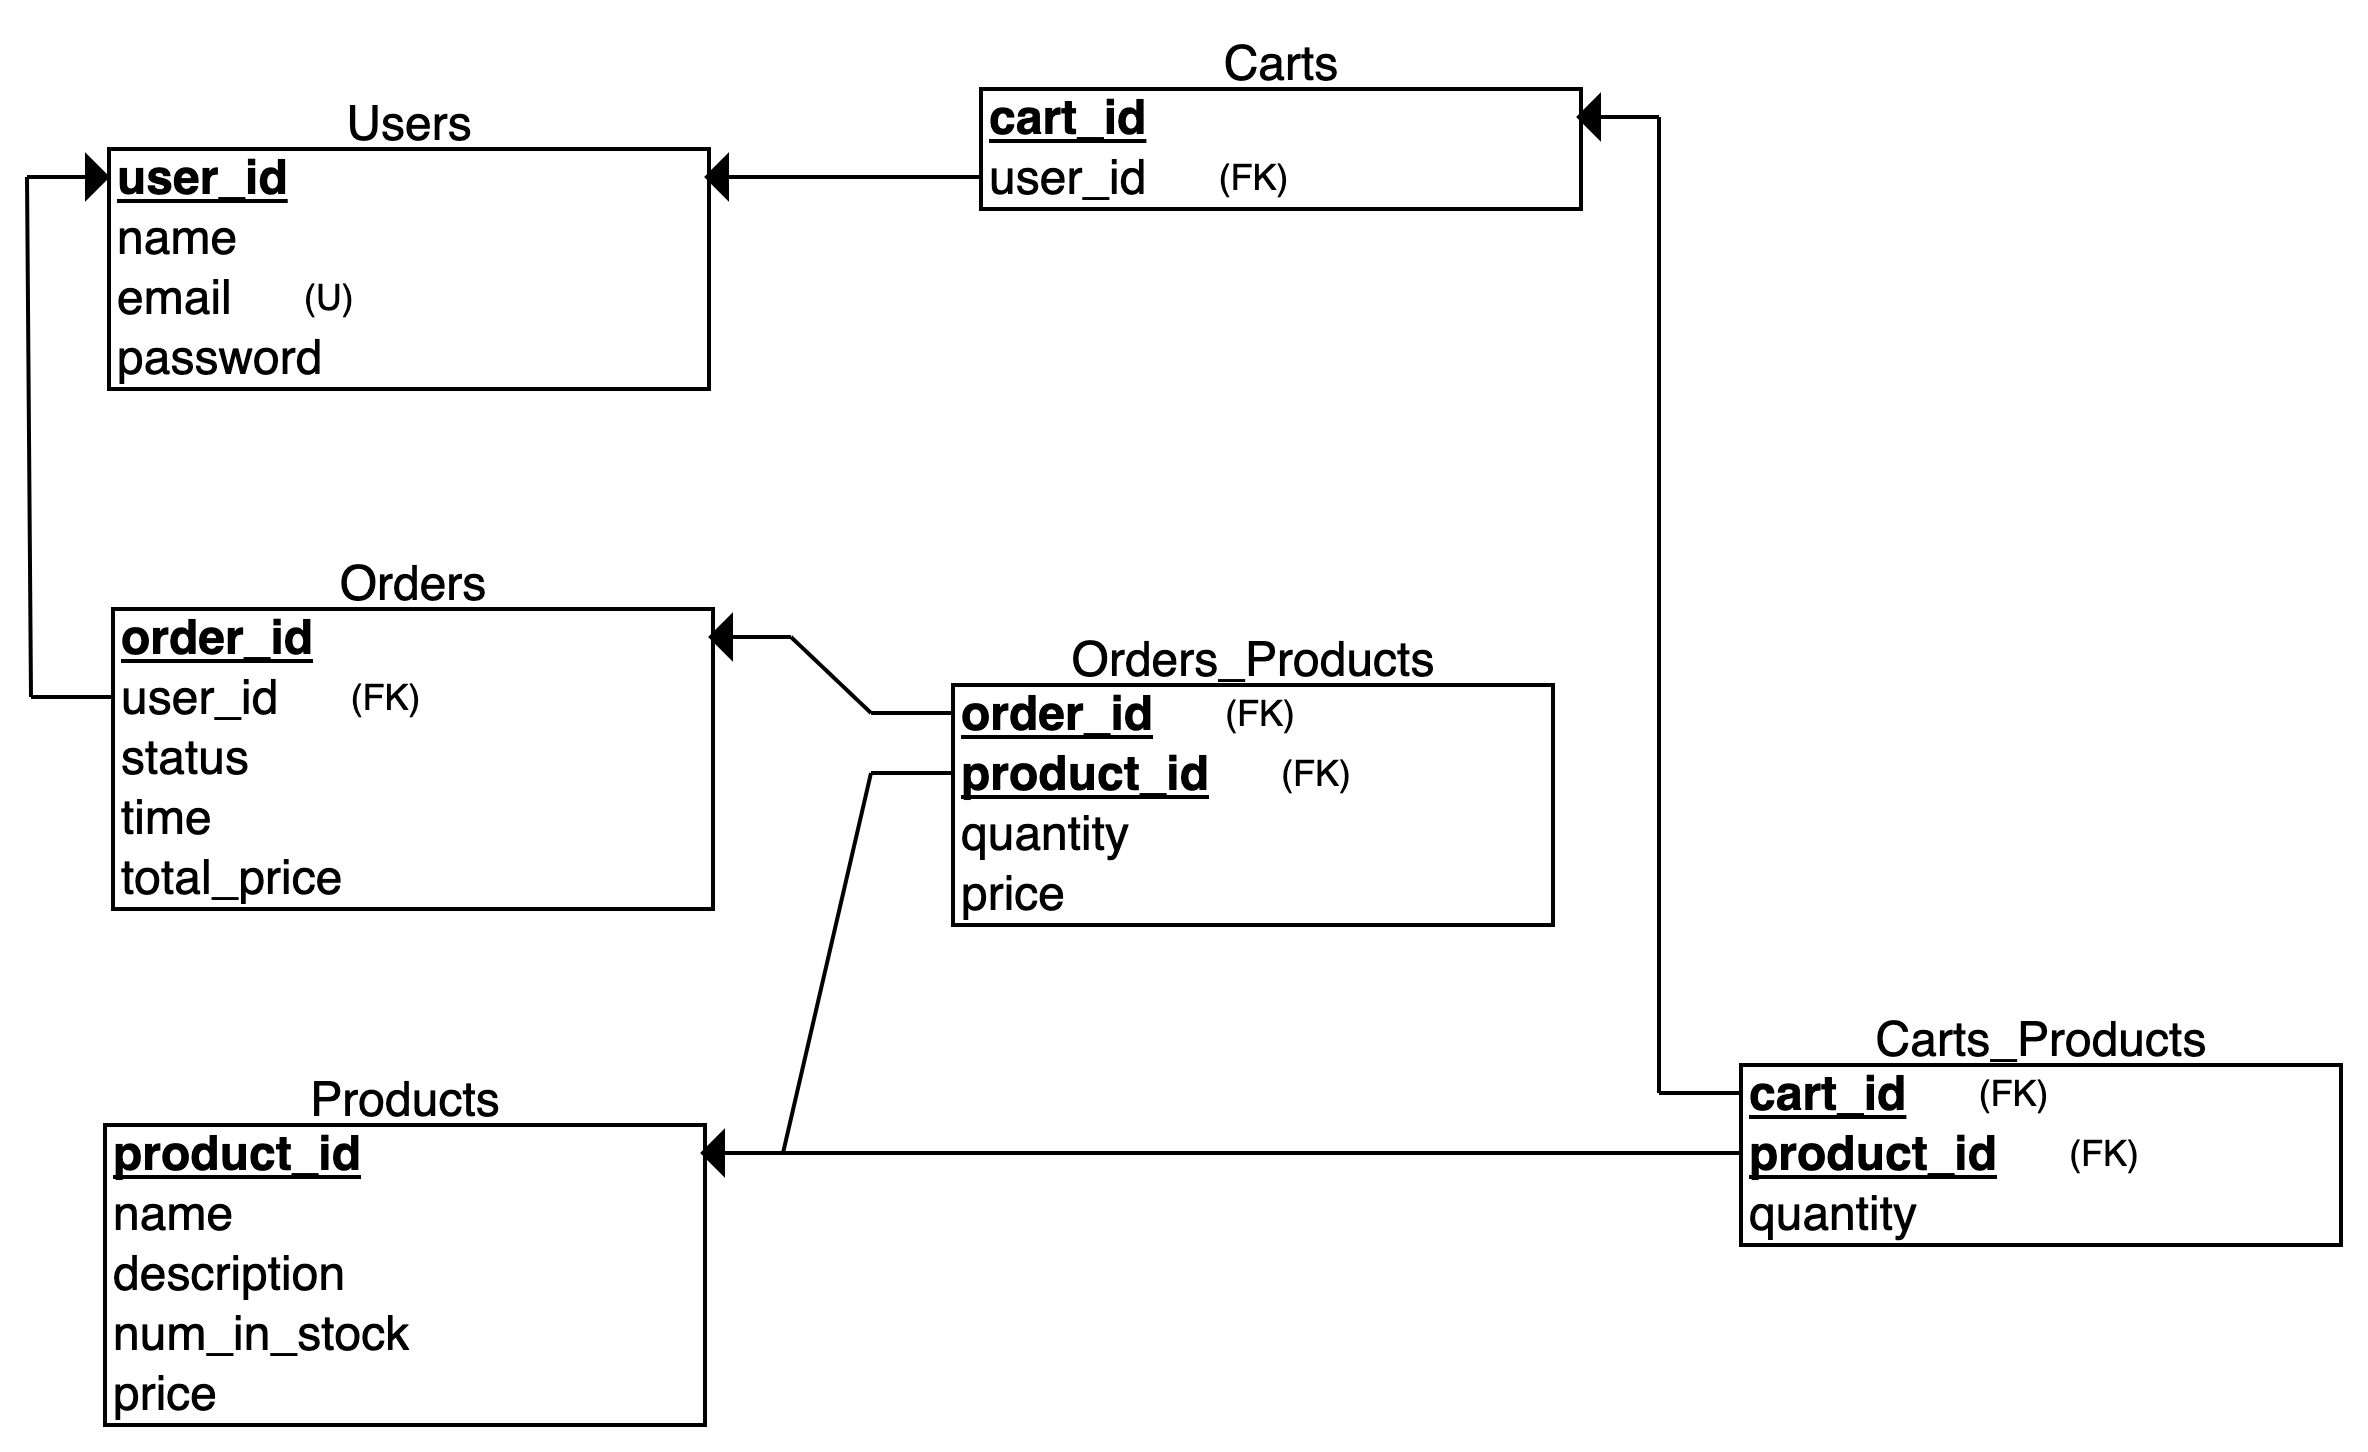 Users
user_id
name
email (U)
password
Carts
cart_id
user_id (FK)
Orders
order_id
user_id (FK)
status
time
total_price
Orders_Products
order_id (FK)
product_id (FK)
quantity
price
Products
product_id
name
description
num_in_stock
price
Carts_Products
cart_id (FK)
product_id (FK)
quantity